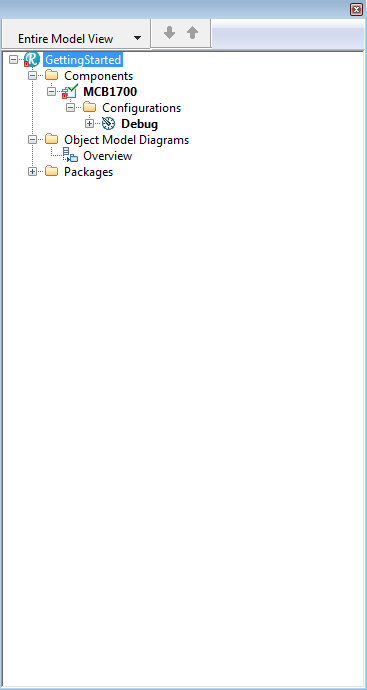 Entire Model View
GettingStarted
Components
MCB1700
Configurations
Debug
Object Model Diagrams
Overview
Packages